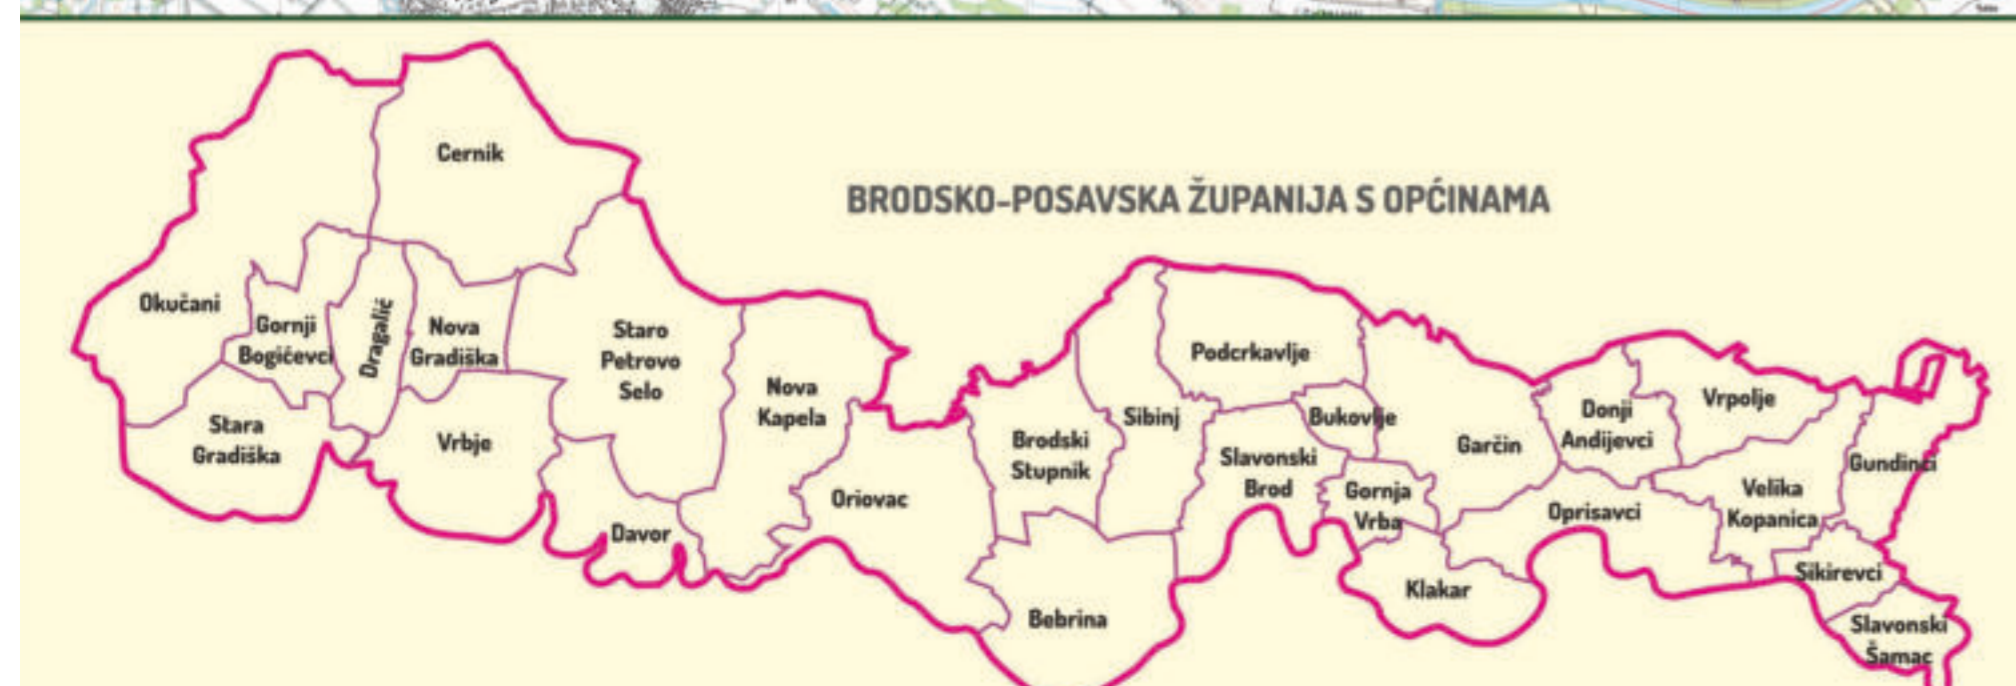 BRODSKO-POSAVSKA ŽUPANIJA S OPĆINAMA
Cernik
Okučani
Gornji
Bogićevci
Dragalić
Nova
Gradiška
Staro
Petrovo
Selo
Stara
Gradiška
Vrbje
Davor
Nova
Kapela
Oriovac
Brodski
Stupnik
Sibinj
Podcrkavlje
Bukovlje
Slavonski
Brod
Bebrina
Gornja
Vrba
Klakar
Garčin
Donji
Andijevci
Vrpolje
Oprisavci
Velika
Kopanica
Gundinci
Sikirevci
Slavonski
Šamac